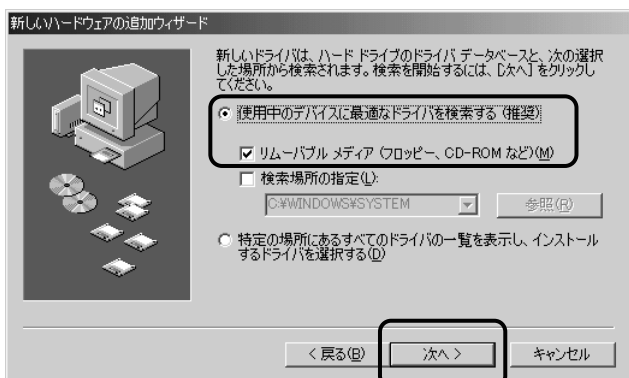 新しいハードウェアの追加ウィザード
新しいドライバは、ハード ドライブのドライバ データベースと、次の選択
した場所から検索されます。検索を開始するには、[次へ] をクリックし
てください。
使用中のデバイスに最適なドライバを検索する (推奨)
リムーバブル メディア (フロッピー、CD-ROM など)(M)
検索場所の指定(L):
C:¥WINDOWS¥SYSTEM
参照(R)
特定の場所にあるすべてのドライバの一覧を表示し、インストール
するドライバを選択する(D)
< 戻る(B)
次へ >
キャンセル